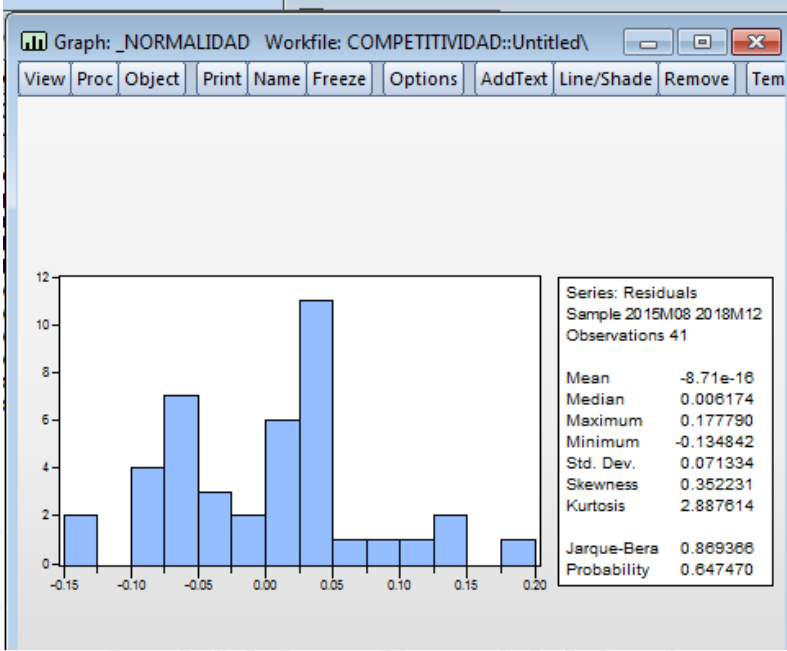 Graph: _NORMALIDAD Workfile: COMPETITIVIDAD::Untitled\
View Proc Object Print Name Freeze Options AddText Line/Shade Remove Tem
12
10
8
6
4
2
0
-0.15 -0.10 -0.05 0.00 0.05 0.10 0.15 0.20
Series: Residuals
Sample 2015M08 2018M12
Observations 41
Mean -8.71e-16
Median 0.006174
Maximum 0.177790
Minimum -0.134842
Std. Dev. 0.071334
Skewness 0.352231
Kurtosis 2.887614
Jarque-Bera 0.869366
Probability 0.647470